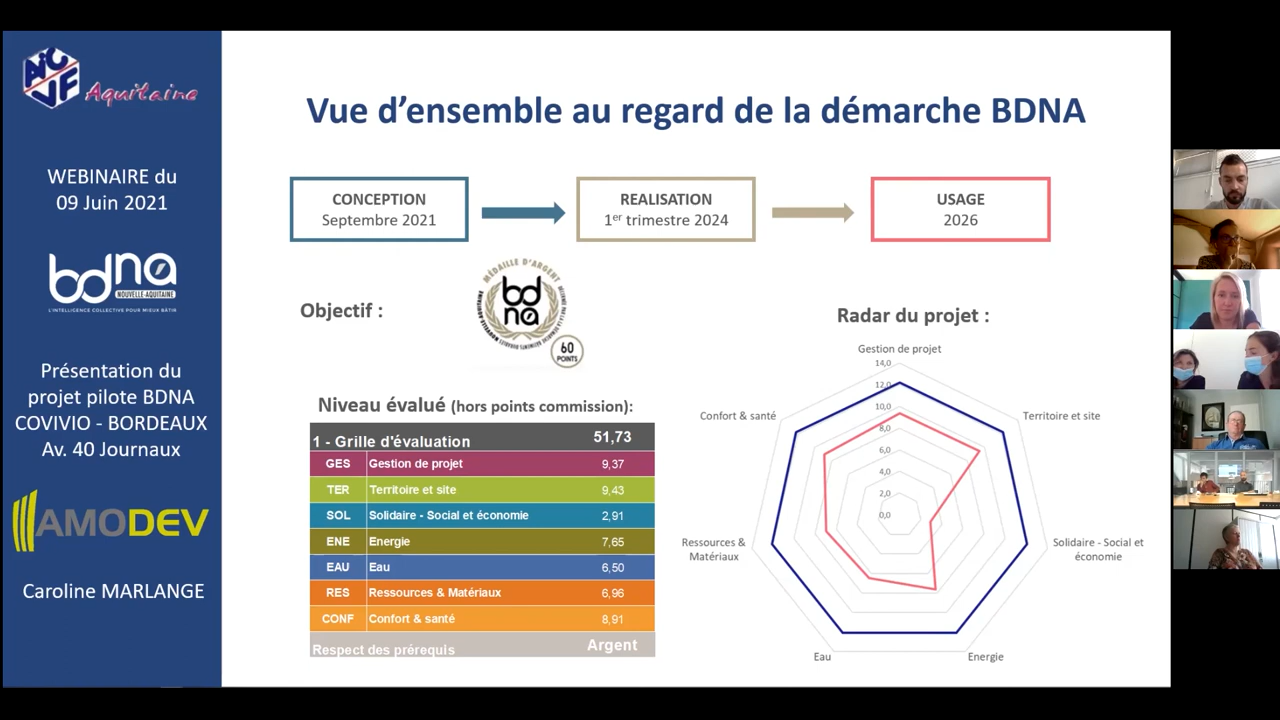 AICVF
Aquitaine
WEBINAIRE du
09 Juin 2021
bdna
NOUVELLE-AQUITAINE
L'INTELLIGENCE COLLECTIVE POUR MIEUX BÂTIR
Présentation du
projet pilote BDNA
COVIVIO - BORDEAUX
Av. 40 Journaux
AMODEV
Caroline MARLANGE
Vue d'ensemble au regard de la démarche BDNA
CONCEPTION
Septembre 2021
REALISATION
1er trimestre 2024
USAGE
2026
Objectif :
MÉDAILLE D'ARGENT
bd
na
60
POINTS
Niveau évalué (hors points commission):
1 - Grille d'évaluation 51,73
GES Gestion de projet 9,37
TER Territoire et site 9,43
SOL Solidaire - Social et économie 2,91
ENE Energie 7,65
EAU Eau 6,50
RES Ressources & Matériaux 6,96
CONF Confort & santé 8,91
Respect des prérequis Argent
Radar du projet :
Gestion de projet
14,0
12,0
10,0
8,0
6,0
4,0
2,0
0,0
Confort & santé
Territoire et site
Ressources &
Matériaux
Solidaire - Social et
économie
Eau
Energie